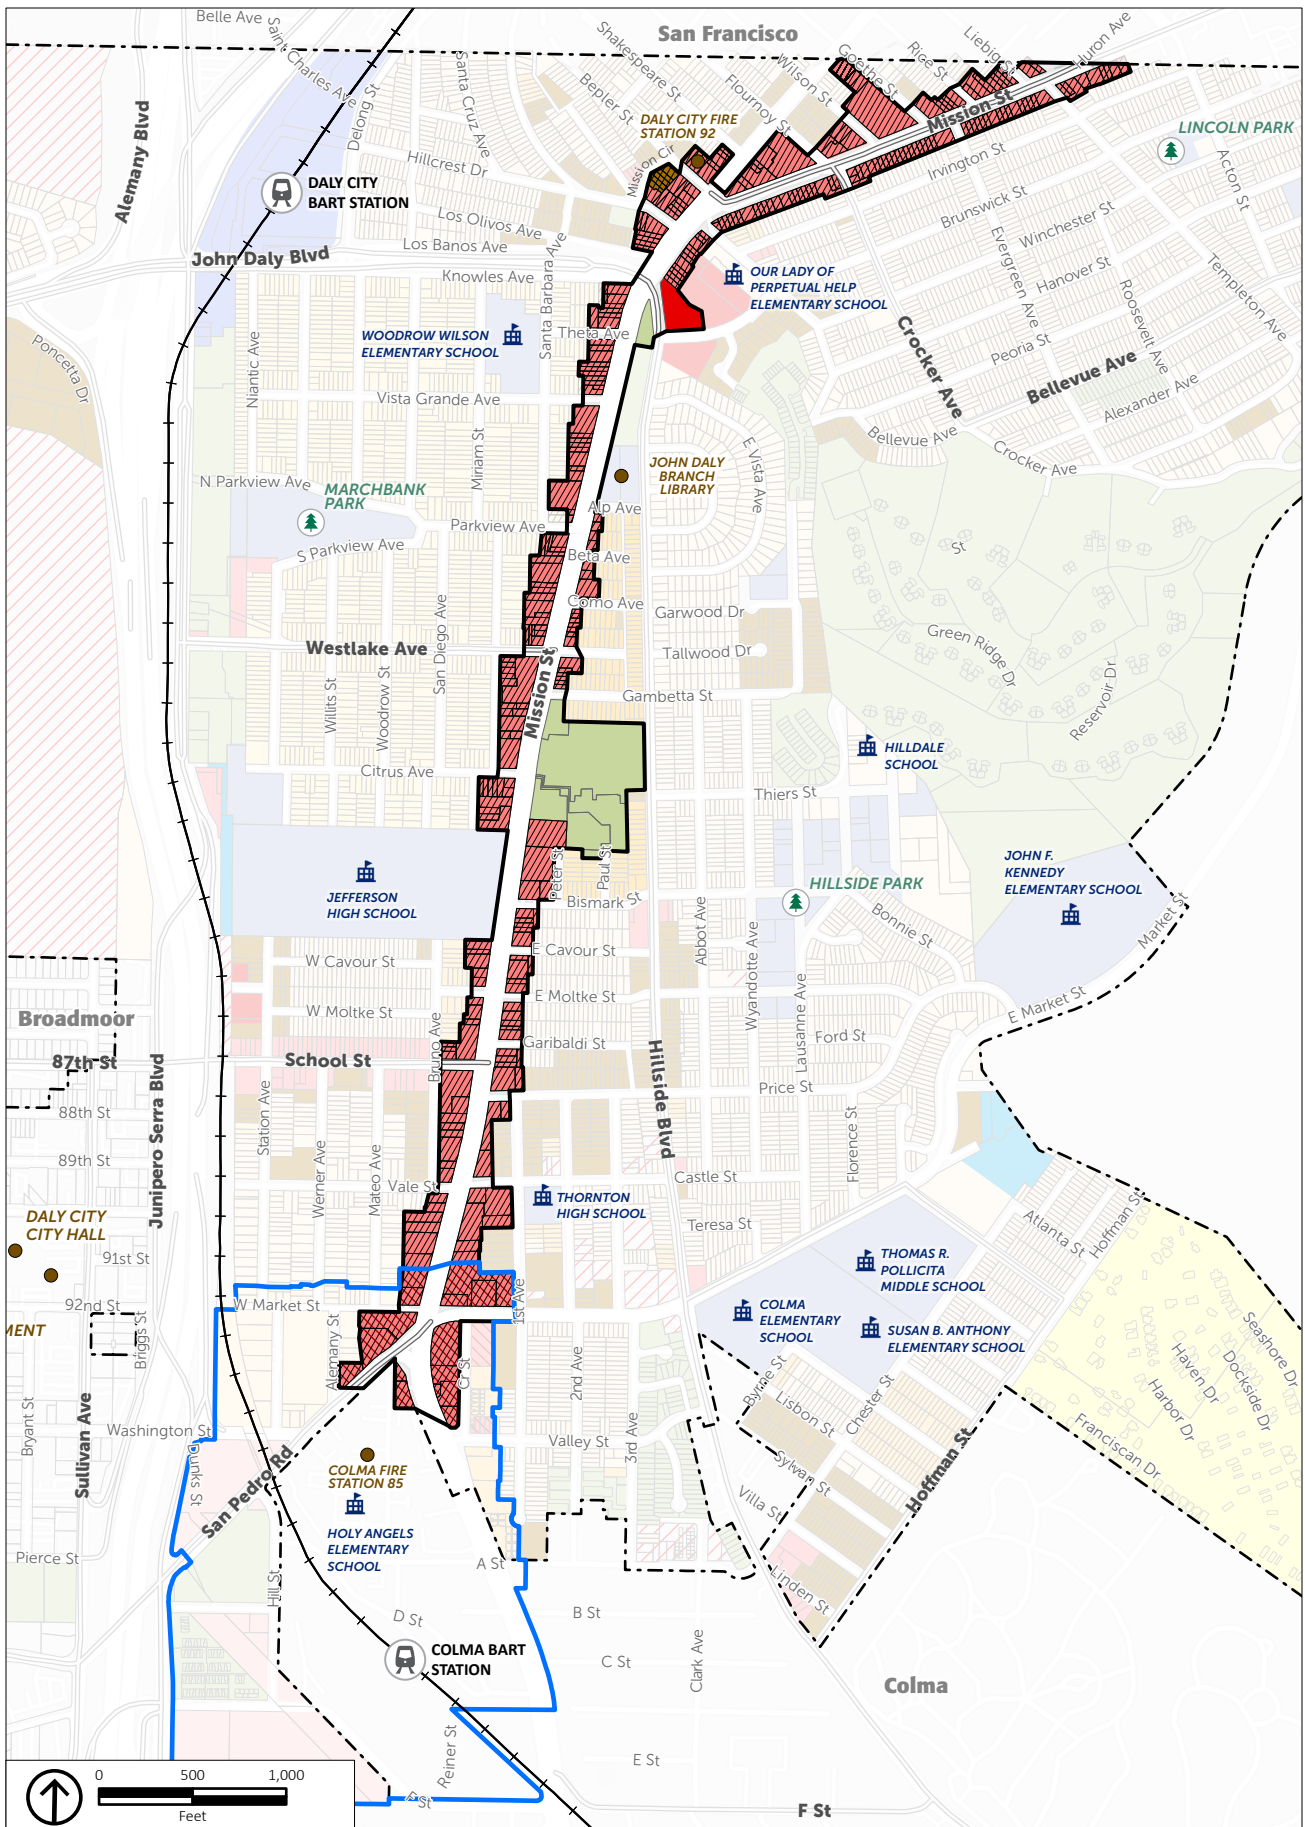 San Francisco
Belle Ave
Saint Charles Ave
Delong St
Santa Cruz Ave
Shakespeare St
Bepler St
Flournoy St
Wilson St
Goethe St
Rice St
Liebig St
Huron Ave
Mission St
DALY CITY FIRE
STATION 92
LINCOLN PARK
Acton St
Alemany Blvd
Hillcrest Dr
Mission Cir
Irvington St
DALY CITY
BART STATION
Los Olivos Ave
Brunswick St
Winchester St
Los Banos Ave
John Daly Blvd
Knowles Ave
Santa Barbara Ave
Evergreen Ave
Hanover St
Templeton Ave
Roosevelt Ave
OUR LADY OF
PERPETUAL HELP
ELEMENTARY SCHOOL
WOODROW WILSON
ELEMENTARY SCHOOL
Theta Ave
Crocker Ave
Peoria St
Bellevue Ave
Alexander Ave
Poncetta Dr
Niantic Ave
Vista Grande Ave
Miriam St
E Vista Ave
Bellevue Ave
Crocker Ave
JOHN DALY
BRANCH
LIBRARY
N Parkview Ave
MARCHBANK
PARK
Alp Ave
Parkview Ave
S Parkview Ave
Beta Ave
St
Como Ave
Garwood Dr
San Diego Ave
Westlake Ave
Tallwood Dr
Green Ridge Dr
Reservoir Dr
Willits St
Woodrow St
Mission St
Gambetta St
HILLDALE
SCHOOL
Citrus Ave
Thiers St
JEFFERSON
HIGH SCHOOL
Peter St
Paul St
Bismark St
HILLSIDE PARK
JOHN F.
KENNEDY
ELEMENTARY SCHOOL
Bonnie St
Market St
Abbot Ave
Wyandotte Ave
E Cavour St
W Cavour St
E Moltke St
W Moltke St
E Market St
Lausanne Ave
Broadmoor
87th St
School St
Bruno Ave
Garibaldi St
Ford St
Hillside Blvd
Price St
88th St
Junipero Serra Blvd
Station Ave
Florence St
89th St
Werner Ave
Mateo Ave
Vale St
Castle St
THORNTON
HIGH SCHOOL
Teresa St
Atlanta St
Hoffman St
DALY CITY
CITY HALL
91st St
THOMAS R.
POLLICITA
MIDDLE SCHOOL
92nd St
W Market St
1st Ave
COLMA
ELEMENTARY
SCHOOL
SUSAN B. ANTHONY
ELEMENTARY SCHOOL
MENT
Briggs St
Alemany St
2nd Ave
3rd Ave
Byrne St
Chester St
Lisbon St
Seashore Dr
Dockside Dr
Haven Dr
Harbor Dr
Franciscan Dr
Bryant St
Sullivan Ave
Washington St
Dunks St
San Pedro Rd
Valley St
Sylvan St
Hoffman St
Villa St
COLMA FIRE
STATION 85
HOLY ANGELS
ELEMENTARY
SCHOOL
Pierce St
Hill St
A St
Linden St
B St
D St
COLMA BART
STATION
C St
Clark Ave
Colma
Reiner St
E St
F St
F St
0 500 1,000
Feet